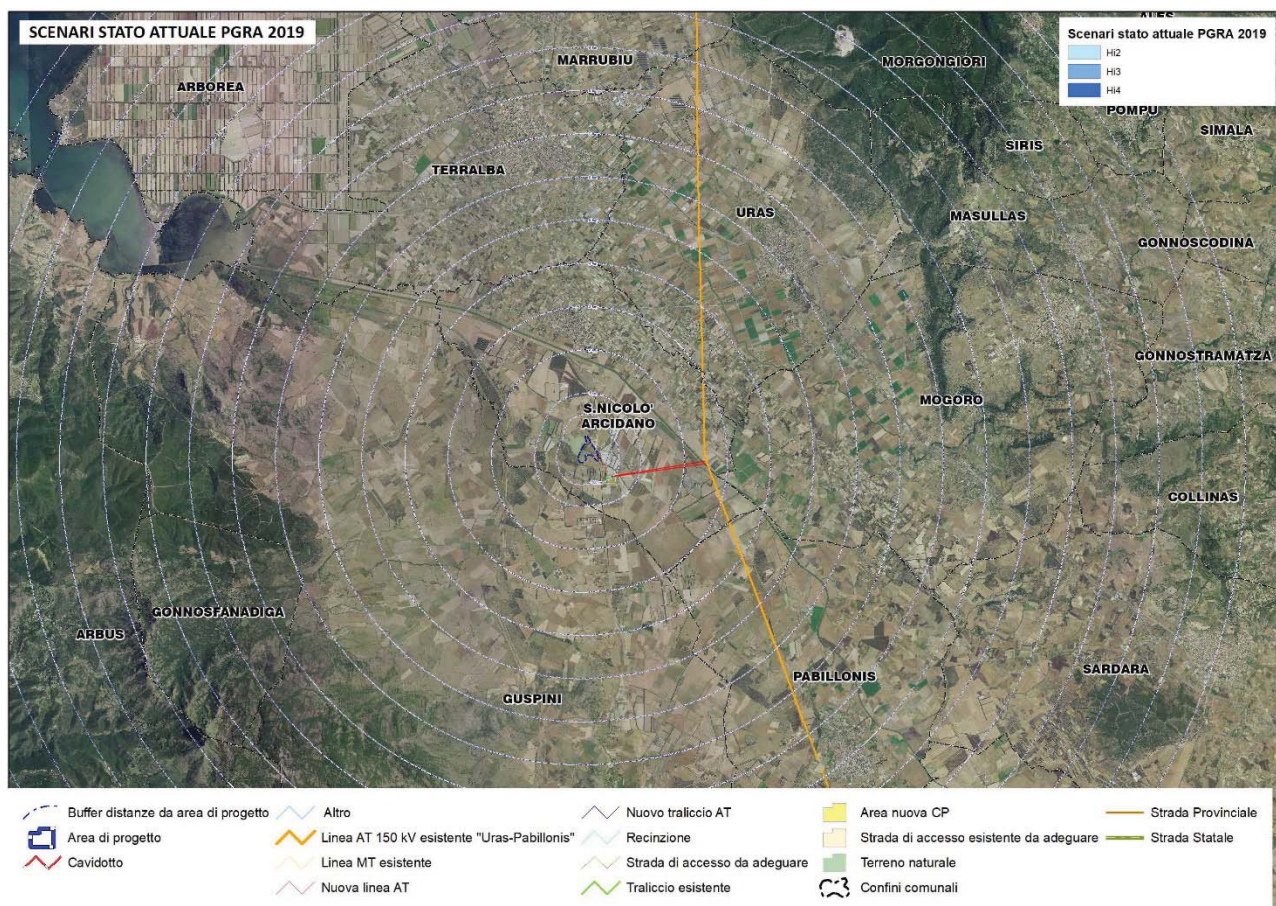 SCENARI STATO ATTUALE PGRA 2019
Scenari stato attuale PGRA 2019
Hi2
Hi3
Hi4
ALES
MARRUBIU
MORGONGIORI
ARBOREA
POMPU
SIMALA
SIRIS
TERRALBA
URAS
MASULLAS
GONNOSCODINA
GONNOSTRAMATZA
MOGORO
S.NICOLO'
ARCIDANO
COLLINAS
GONNOSFANADIGA
ARBUS
SARDARA
PABILLONIS
GUSPINI
Buffer distanze da area di progetto
Area di progetto
Cavidotto
Altro
Linea AT 150 kV esistente "Uras-Pabillonis"
Linea MT esistente
Nuova linea AT
Nuovo traliccio AT
Recinzione
Strada di accesso da adeguare
Traliccio esistente
Area nuova CP
Strada di accesso esistente da adeguare
Terreno naturale
Confini comunali
Strada Provinciale
Strada Statale